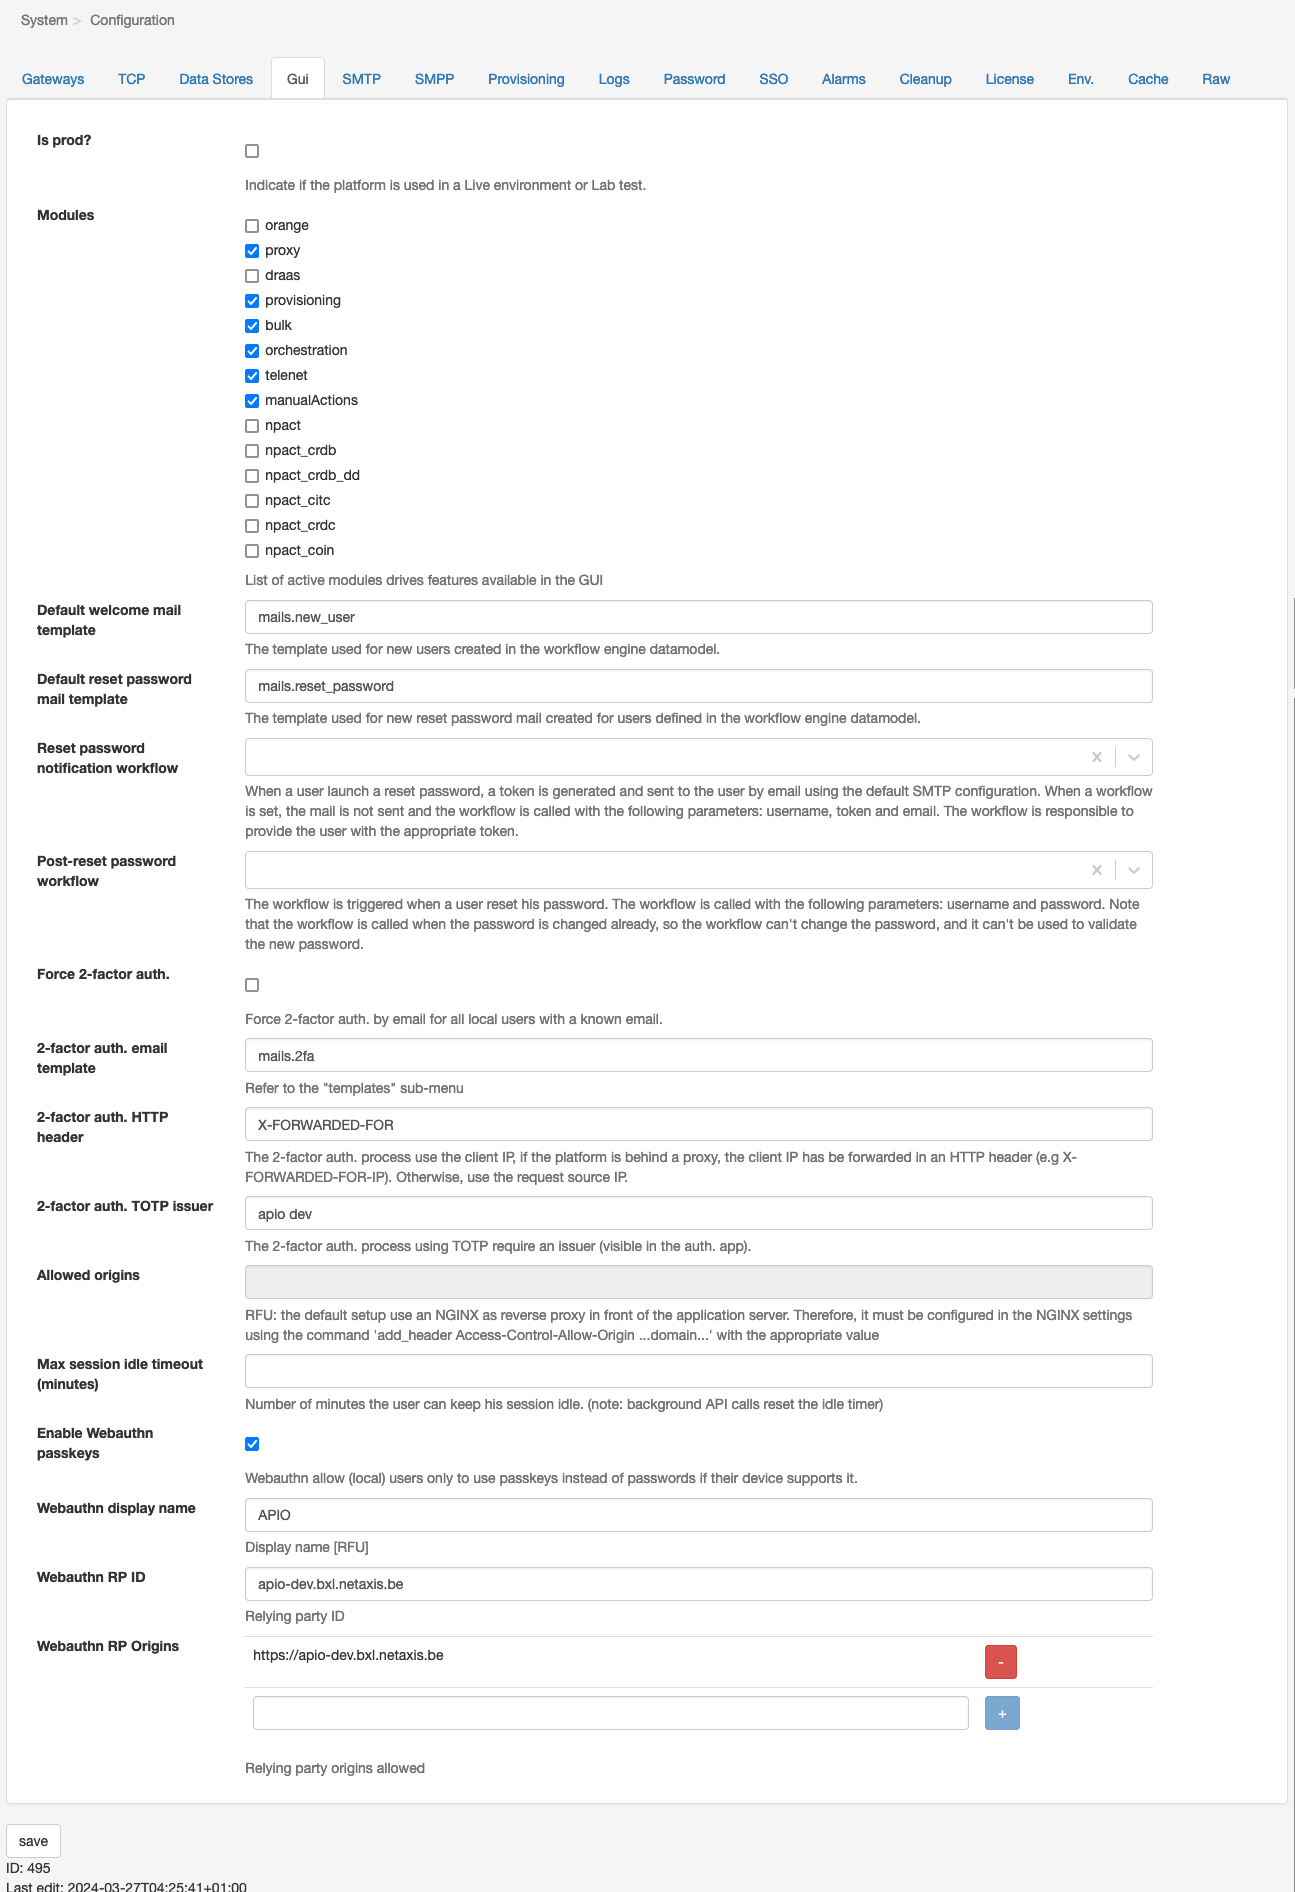 System > Configuration
Gateways TCP Data Stores Gui SMTP SMPP Provisioning Logs Password SSO Alarms Cleanup License Env. Cache Raw
Is prod?
Indicate if the platform is used in a Live environment or Lab test.
Modules
orange
proxy
draas
provisioning
bulk
orchestration
telenet
manualActions
npact
npact_crdb
npact_crdb_dd
npact_citc
npact_crdc
npact_coin
List of active modules drives features available in the GUI
Default welcome mail
template
mails.new_user
The template used for new users created in the workflow engine datamodel.
Default reset password
mail template
mails.reset_password
The template used for new reset password mail created for users defined in the workflow engine datamodel.
Reset password
notification workflow
When a user launch a reset password, a token is generated and sent to the user by email using the default SMTP configuration. When a workflow
is set, the mail is not sent and the workflow is called with the following parameters: username, token and email. The workflow is responsible to
provide the user with the appropriate token.
Post-reset password
workflow
The workflow is triggered when a user reset his password. The workflow is called with the following parameters: username and password. Note
that the workflow is called when the password is changed already, so the workflow can't change the password, and it can't be used to validate
the new password.
Force 2-factor auth.
Force 2-factor auth. by email for all local users with a known email.
2-factor auth. email
template
mails.2fa
Refer to the "templates" sub-menu
2-factor auth. HTTP
header
X-FORWARDED-FOR
The 2-factor auth. process use the client IP, if the platform is behind a proxy, the client IP has be forwarded in an HTTP header (e.g X-
FORWARDED-FOR-IP). Otherwise, use the request source IP.
2-factor auth. TOTP issuer
apio dev
The 2-factor auth. process using TOTP require an issuer (visible in the auth. app).
Allowed origins
RFU: the default setup use an NGINX as reverse proxy in front of the application server. Therefore, it must be configured in the NGINX settings
using the command 'add_header Access-Control-Allow-Origin ...domain...' with the appropriate value
Max session idle timeout
(minutes)
Number of minutes the user can keep his session idle. (note: background API calls reset the idle timer)
Enable Webauthn
passkeys
Webauthn allow (local) users only to use passkeys instead of passwords if their device supports it.
Webauthn display name
APIO
Display name [RFU]
Webauthn RP ID
apio-dev.bxl.netaxis.be
Relying party ID
Webauthn RP Origins
https://apio-dev.bxl.netaxis.be
-
+
Relying party origins allowed
save
ID: 495
Last edit: 2024-03-27T04:25:41+01:00